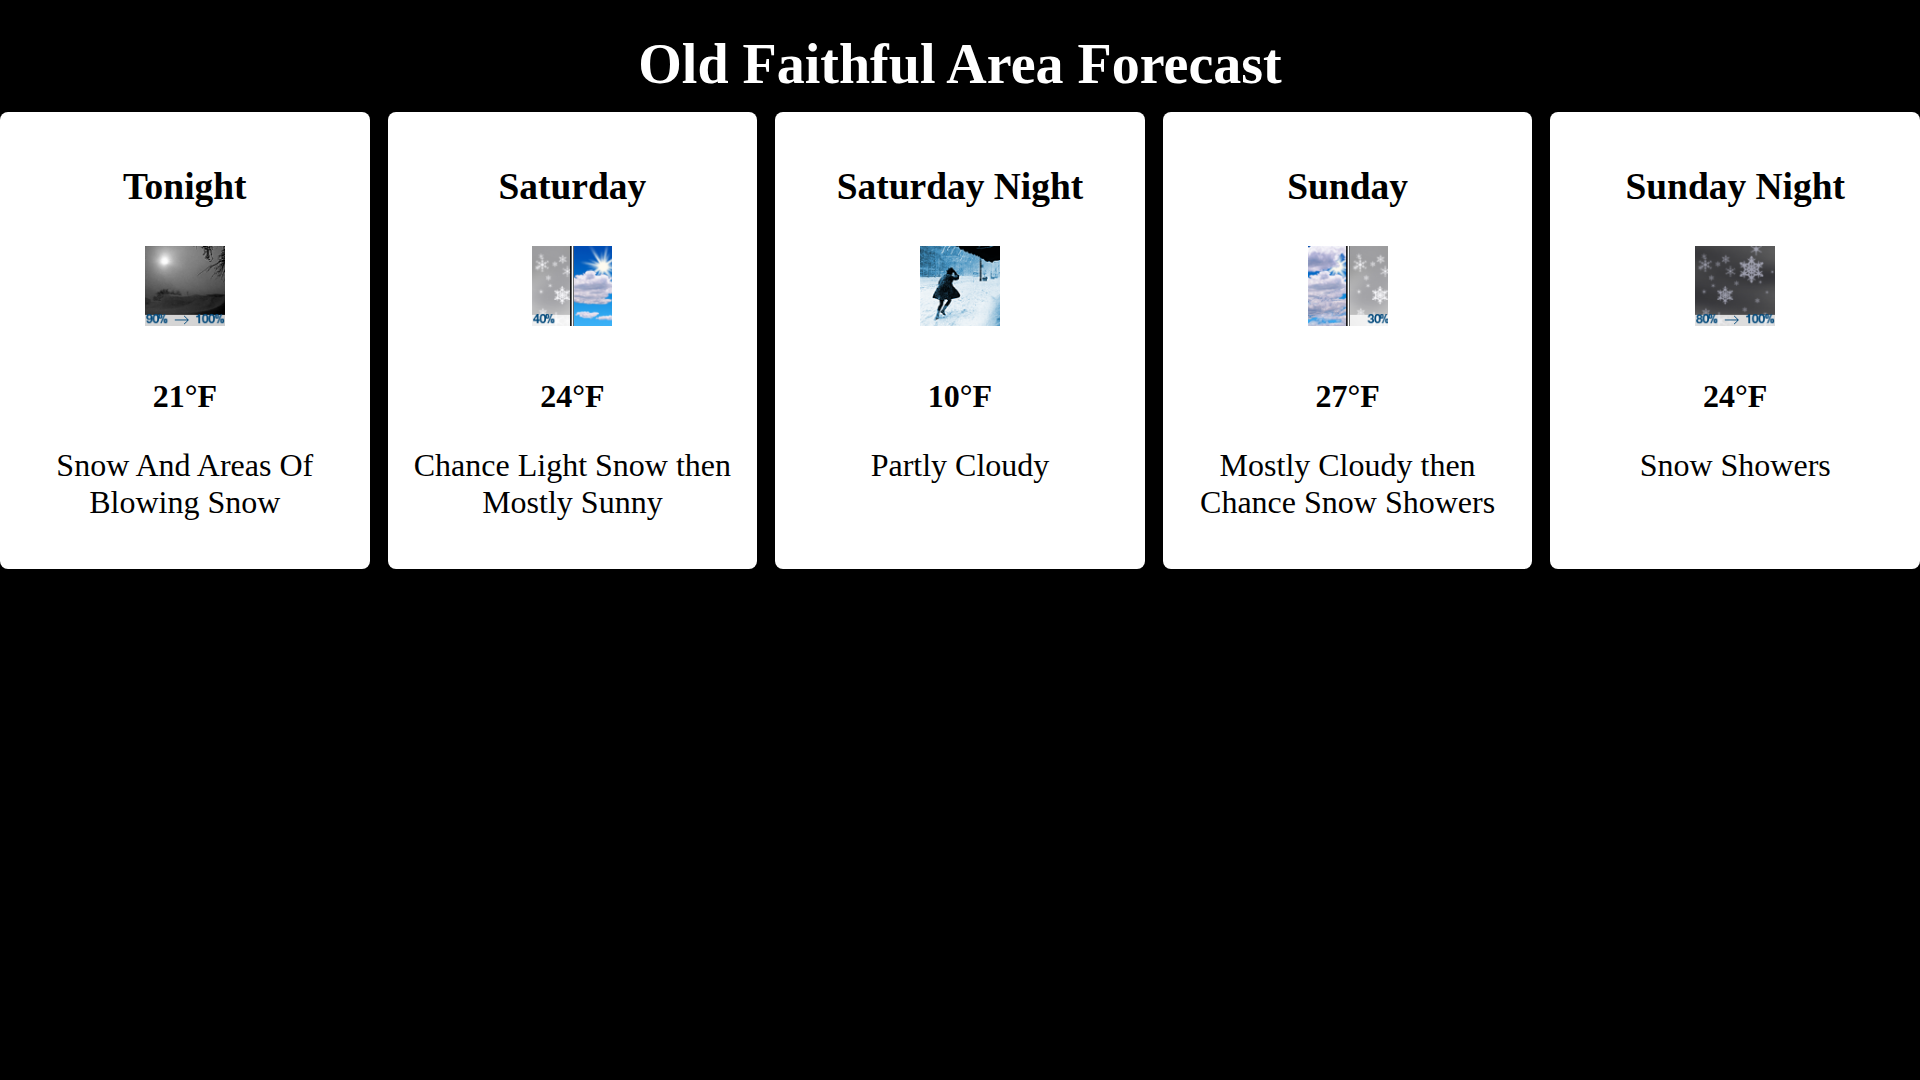 Old Faithful Area Forecast
Tonight
90% → 100%
21°F
Snow And Areas Of
Blowing Snow
Saturday
40%
24°F
Chance Light Snow then
Mostly Sunny
Saturday Night
10°F
Partly Cloudy
Sunday
30%
27°F
Mostly Cloudy then
Chance Snow Showers
Sunday Night
80% → 100%
24°F
Snow Showers